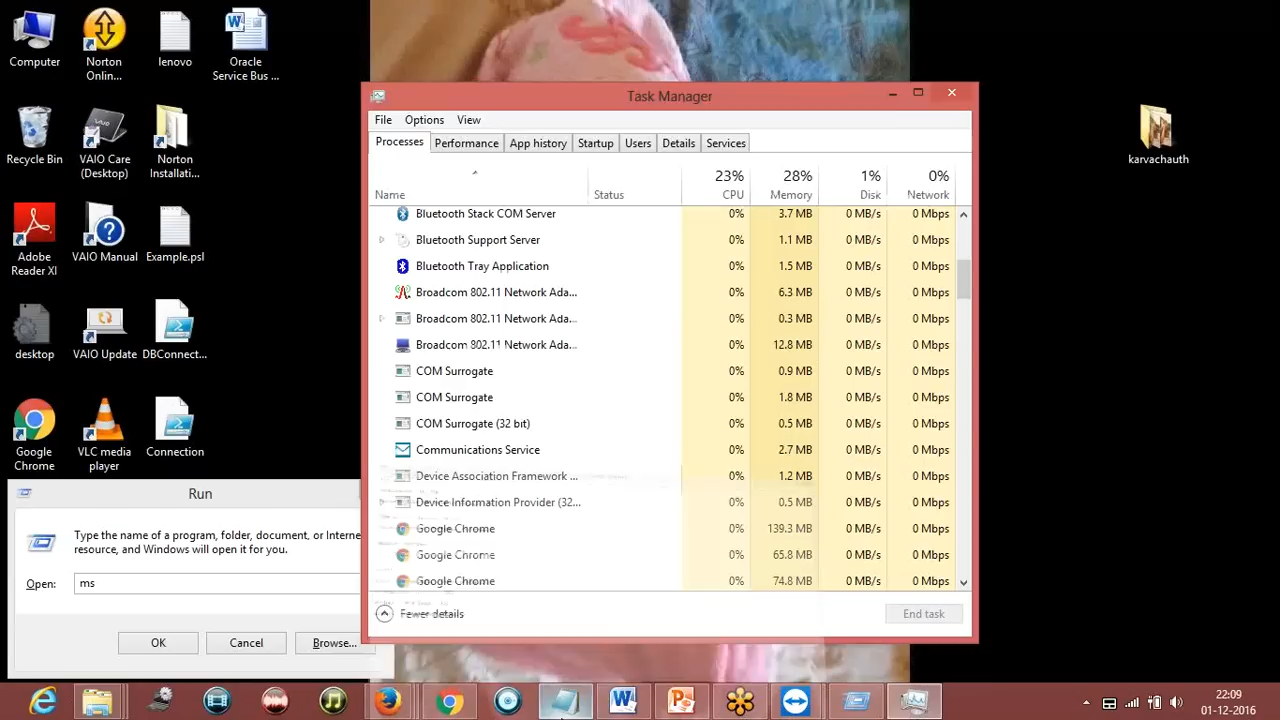 Computer
Norton
Onlin...
lenovo
Oracle
Service Bus ...
Recycle Bin
VAIO Care
(Desktop)
Norton
Installati...
Adobe
Reader XI
VAIO Manual
Example.psl
desktop
VAIO Update
DBConnect...
Google
Chrome
VLC media
player
Connection
karvachauth
Task Manager
File Options View
Processes Performance App history Startup Users Details Services
23% 28% 1% 0%
Name Status CPU Memory Disk Network
Bluetooth Stack COM Server 0% 3.7 MB 0 MB/s 0 Mbps
Bluetooth Support Server 0% 1.1 MB 0 MB/s 0 Mbps
Bluetooth Tray Application 0% 1.5 MB 0 MB/s 0 Mbps
Broadcom 802.11 Network Ada... 0% 6.3 MB 0 MB/s 0 Mbps
Broadcom 802.11 Network Ada... 0% 0.3 MB 0 MB/s 0 Mbps
Broadcom 802.11 Network Ada... 0% 12.8 MB 0 MB/s 0 Mbps
COM Surrogate 0% 0.9 MB 0 MB/s 0 Mbps
COM Surrogate 0% 1.8 MB 0 MB/s 0 Mbps
COM Surrogate (32 bit) 0% 0.5 MB 0 MB/s 0 Mbps
Communications Service 0% 2.7 MB 0 MB/s 0 Mbps
Device Association Framework ... 0% 1.2 MB 0 MB/s 0 Mbps
Device Information Provider (32... 0% 0.5 MB 0 MB/s 0 Mbps
Google Chrome 0% 139.3 MB 0 MB/s 0 Mbps
Google Chrome 0% 65.8 MB 0 MB/s 0 Mbps
Google Chrome 0% 74.8 MB 0 MB/s 0 Mbps
Fewer details End task
Run
Type the name of a program, folder, document, or Internet
resource, and Windows will open it for you.
Open: ms
OK Cancel Browse...
22:09
01-12-2016